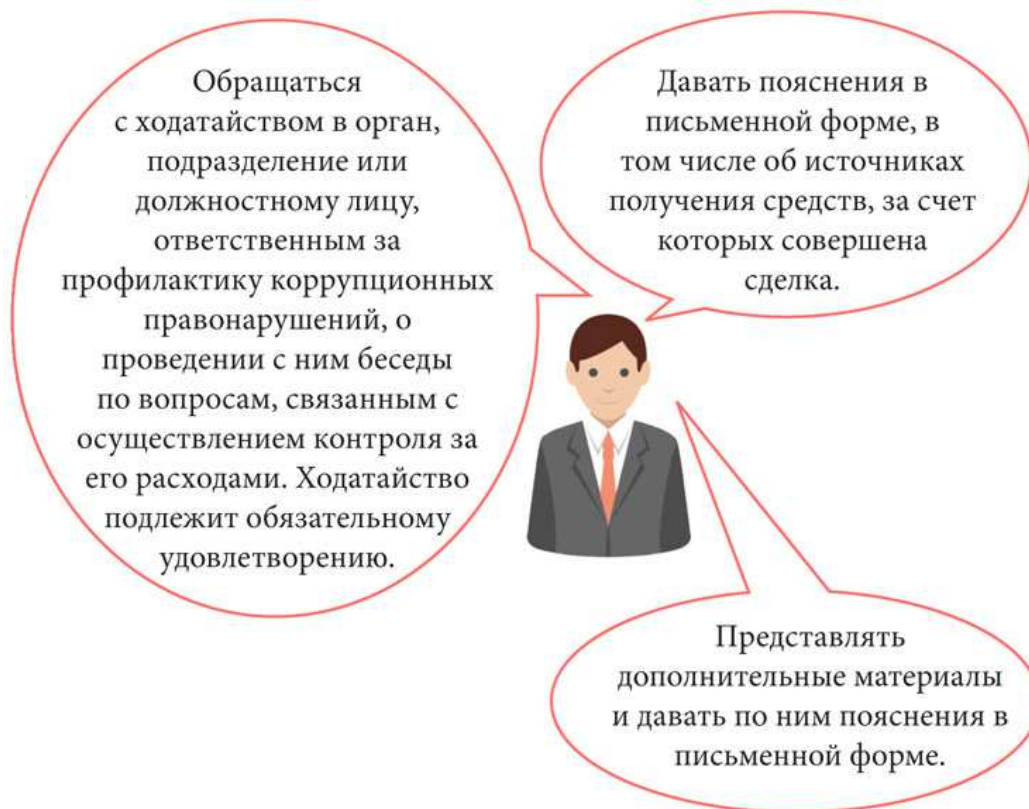 Обращаться
с ходатайством в орган,
подразделение или
должностному лицу,
ответственным за
профилактику коррупционных
правонарушений, о
проведении с ним беседы
по вопросам, связанным с
осуществлением контроля за
его расходами. Ходатайство
подлежит обязательному
удовлетворению.
Давать пояснения в
письменной форме, в
том числе об источниках
получения средств, за счет
которых совершена
сделка.
Представлять
дополнительные материалы
и давать по ним пояснения в
письменной форме.